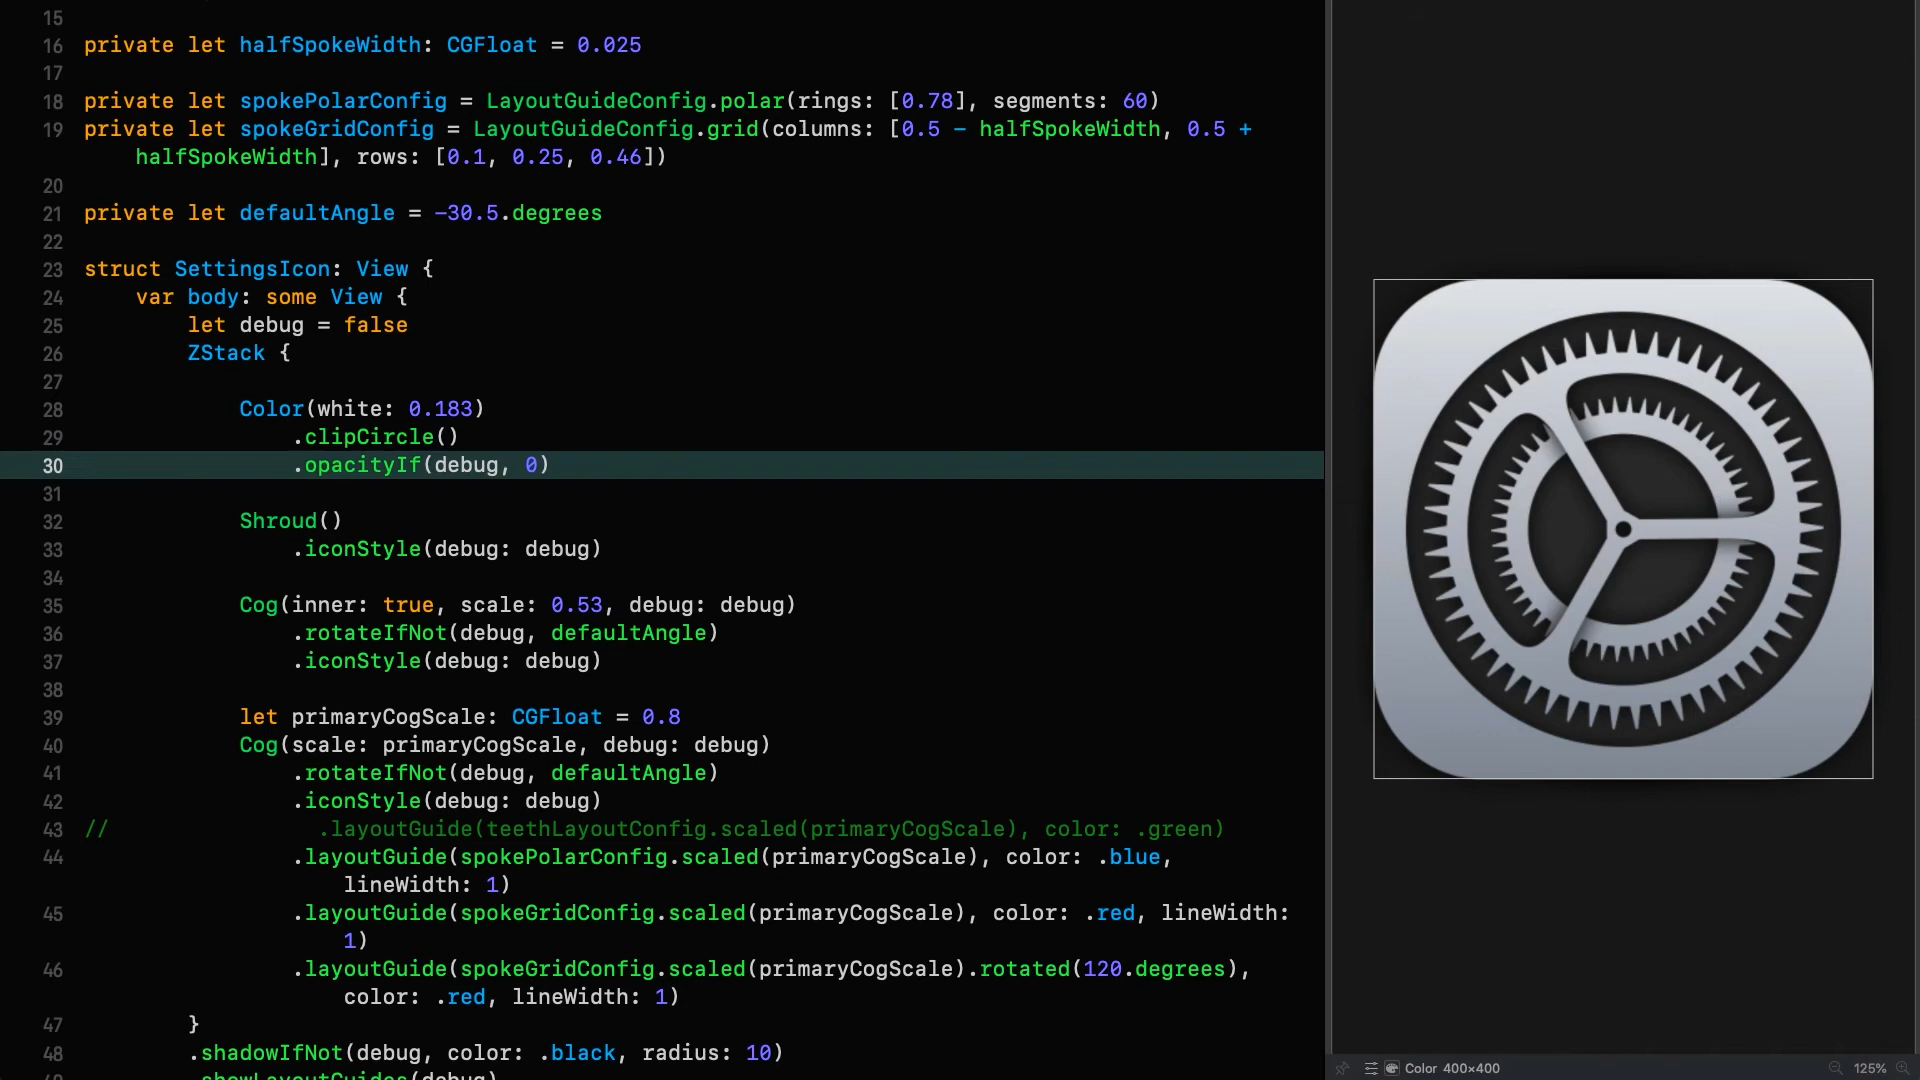 15
16 private let halfSpokeWidth: CGFloat = 0.025
17
18 private let spokePolarConfig = LayoutGuideConfig.polar(rings: [0.78], segments: 60)
19 private let spokeGridConfig = LayoutGuideConfig.grid(columns: [0.5 - halfSpokeWidth, 0.5 +
halfSpokeWidth], rows: [0.1, 0.25, 0.46])
20
21 private let defaultAngle = -30.5.degrees
22
23 struct SettingsIcon: View {
24 var body: some View {
25 let debug = false
26 ZStack {
27
28 Color(white: 0.183)
29 .clipCircle()
30 .opacityIf(debug, 0)
31
32 Shroud()
33 .iconStyle(debug: debug)
34
35 Cog(inner: true, scale: 0.53, debug: debug)
36 .rotateIfNot(debug, defaultAngle)
37 .iconStyle(debug: debug)
38
39 let primaryCogScale: CGFloat = 0.8
40 Cog(scale: primaryCogScale, debug: debug)
41 .rotateIfNot(debug, defaultAngle)
42 .iconStyle(debug: debug)
43 // .layoutGuide(teethLayoutConfig.scaled(primaryCogScale), color: .green)
44 .layoutGuide(spokePolarConfig.scaled(primaryCogScale), color: .blue,
lineWidth: 1)
45 .layoutGuide(spokeGridConfig.scaled(primaryCogScale), color: .red, lineWidth:
1)
46 .layoutGuide(spokeGridConfig.scaled(primaryCogScale).rotated(120.degrees),
color: .red, lineWidth: 1)
47 }
48 .shadowIfNot(debug, color: .black, radius: 10)
49 .showLayoutGuides(debug)
Color 400×400
125%